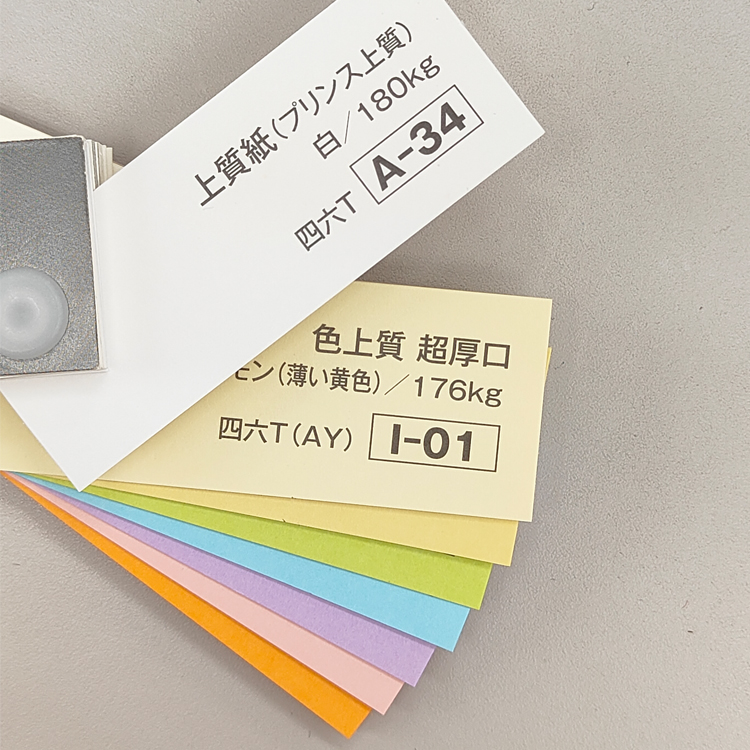 上質紙(プリンス上質)
白/180kg
四六T A-34
色上質 超厚口
モン(薄い黄色)/176kg
四六T(AY) I-01